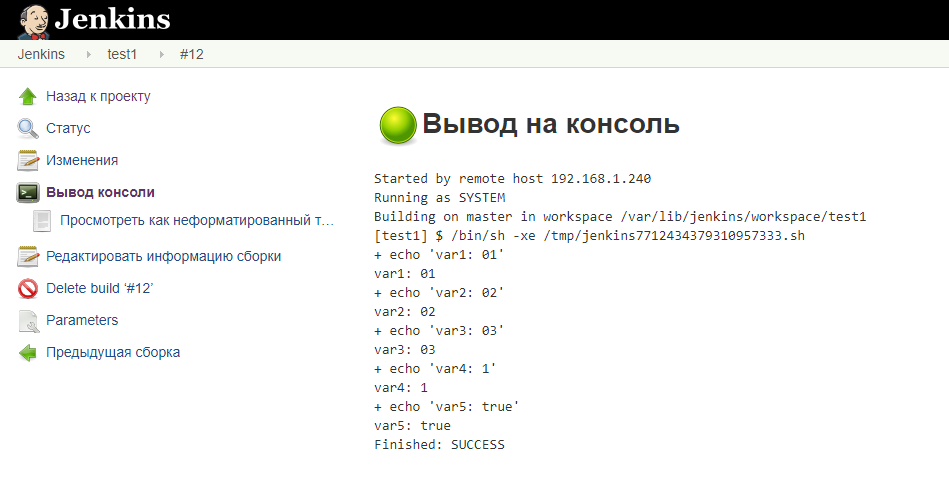 Jenkins
Jenkins test1 #12
Назад к проекту
Статус
Изменения
Вывод консоли
Просмотреть как неформатированный т...
Редактировать информацию сборки
Delete build ‘#12’
Parameters
Предыдущая сборка
Вывод на консоль
Started by remote host 192.168.1.240
Running as SYSTEM
Building on master in workspace /var/lib/jenkins/workspace/test1
[test1] $ /bin/sh -xe /tmp/jenkins7712434379310957333.sh
+ echo 'var1: 01'
var1: 01
+ echo 'var2: 02'
var2: 02
+ echo 'var3: 03'
var3: 03
+ echo 'var4: 1'
var4: 1
+ echo 'var5: true'
var5: true
Finished: SUCCESS